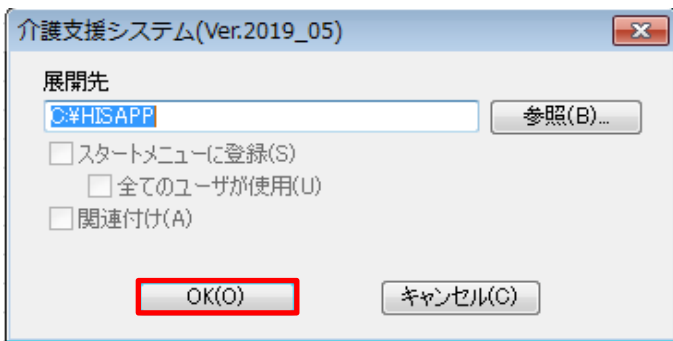 介護支援システム(Ver.2019_05)
展開先
C:¥HISAPP
参照(B)...
スタートメニューに登録(S)
全てのユーザが使用(U)
関連付け(A)
OK(O)
キャンセル(C)